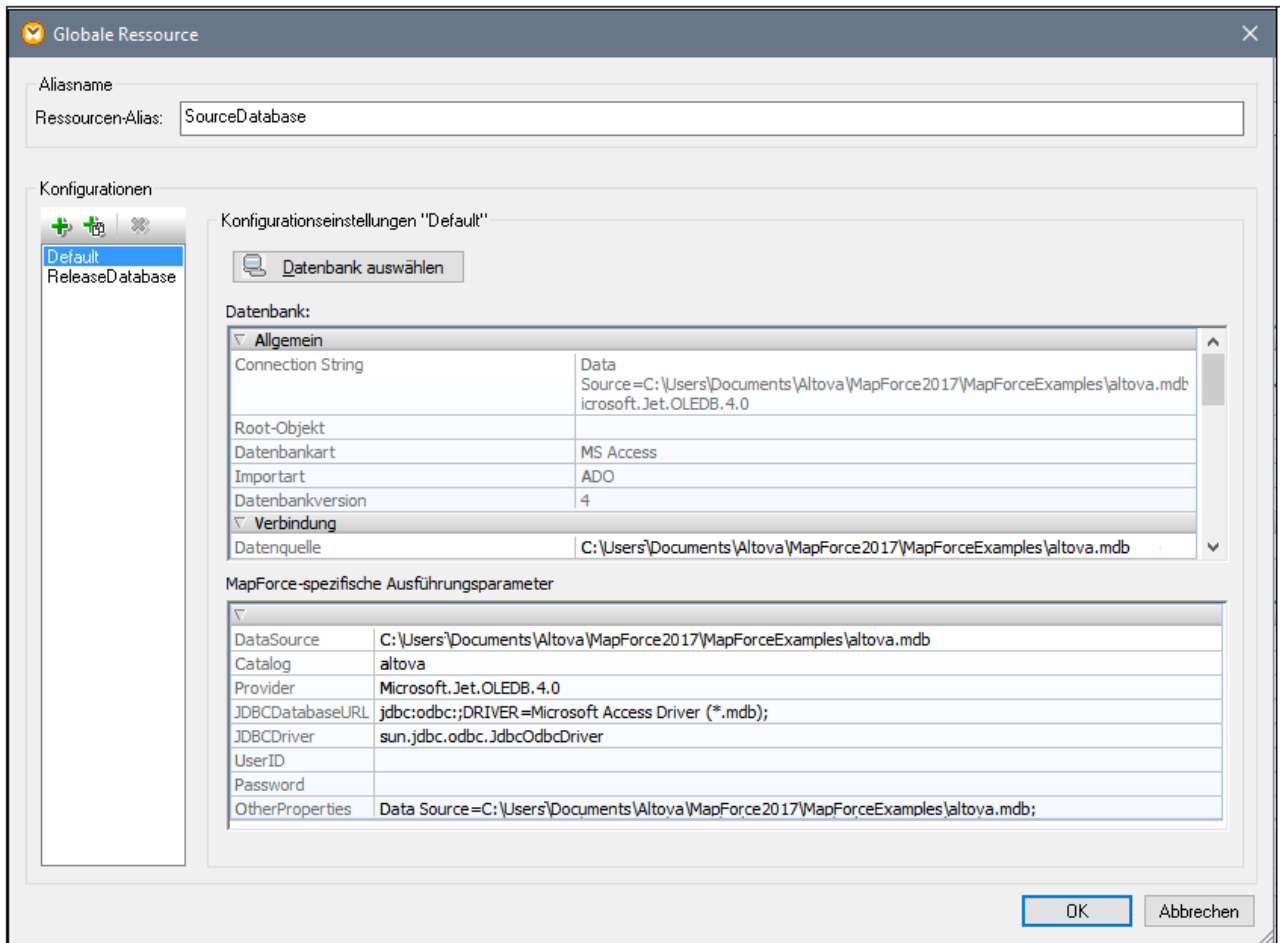 Globale Ressource
Aliasname
Ressourcen-Alias: SourceDatabase
Konfigurationen
Default
ReleaseDatabase
Konfigurationseinstellungen "Default"
Datenbank auswählen
Datenbank:
Allgemein
Connection String Data
Source=C:\Users\Documents\Altova\MapForce2017\MapForceExamples\altova.mdb
icrosoft.Jet.OLEDB.4.0
Root-Objekt
Datenbankart MS Access
Importart ADO
Datenbankversion 4
Verbindung
Datenquelle C:\Users\Documents\Altova\MapForce2017\MapForceExamples\altova.mdb
MapForce-spezifische Ausführungsparameter
DataSource C:\Users\Documents\Altova\MapForce2017\MapForceExamples\altova.mdb
Catalog altova
Provider Microsoft.Jet.OLEDB.4.0
JDBCDatabaseURL jdbc:odbc:;DRIVER=Microsoft Access Driver (*.mdb);
JDBCDriver sun.jdbc.odbc.JdbcOdbcDriver
UserID
Password
OtherProperties Data Source=C:\Users\Documents\Altova\MapForce2017\MapForceExamples\altova.mdb;
OK Abbrechen